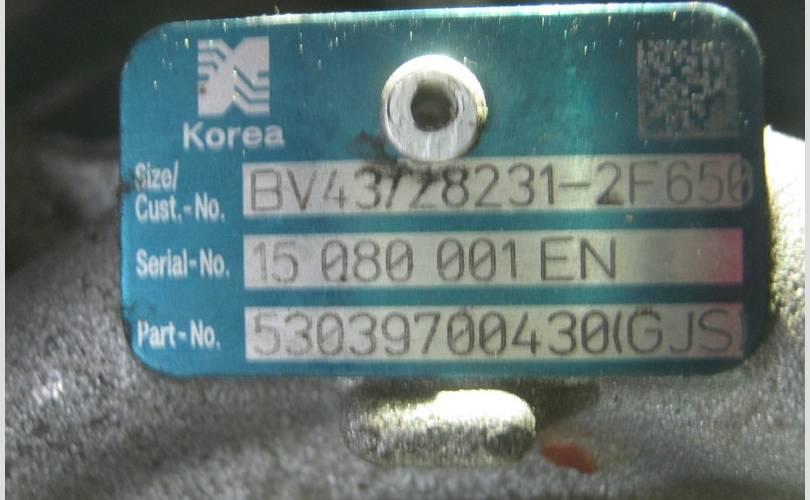 Korea
Size/
Cust.-No. BV43/28231-2F650
Serial-No. 15 080 001 EN
Part-No. 53039700430(GJS